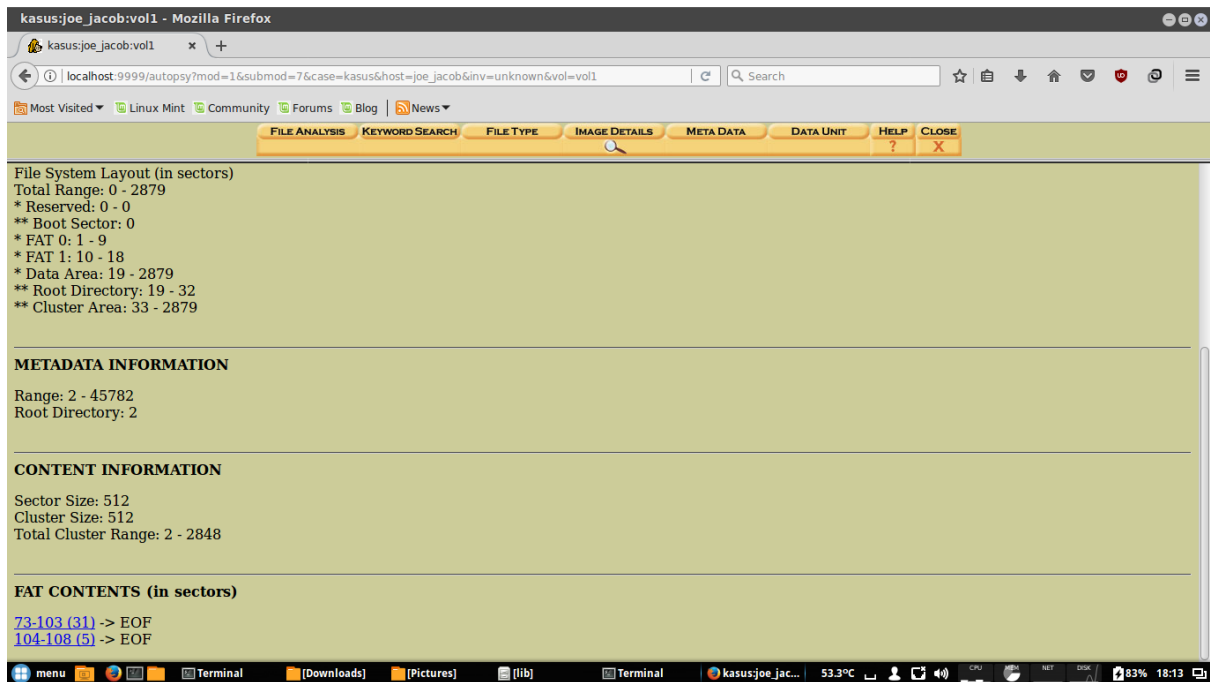 kasus:joe_jacob:vol1 - Mozilla Firefox
kasus:joe_jacob:vol1 × +
localhost:9999/autopsy?mod=1&submod=7&case=kasus&host=joe_jacob&inv=unknown&vol=vol1 Search
Most Visited Linux Mint Community Forums Blog News
FILE ANALYSIS KEYWORD SEARCH FILE TYPE IMAGE DETAILS META DATA DATA UNIT HELP CLOSE
? X
File System Layout (in sectors)
Total Range: 0 - 2879
* Reserved: 0 - 0
** Boot Sector: 0
* FAT 0: 1 - 9
* FAT 1: 10 - 18
* Data Area: 19 - 2879
** Root Directory: 19 - 32
** Cluster Area: 33 - 2879
METADATA INFORMATION
Range: 2 - 45782
Root Directory: 2
CONTENT INFORMATION
Sector Size: 512
Cluster Size: 512
Total Cluster Range: 2 - 2848
FAT CONTENTS (in sectors)
73-103 (31) -> EOF
104-108 (5) -> EOF
menu Terminal [Downloads] [Pictures] [lib] Terminal kasus:joe_jac... 53.3ºC CPU MEM NET DISK 83% 18:13